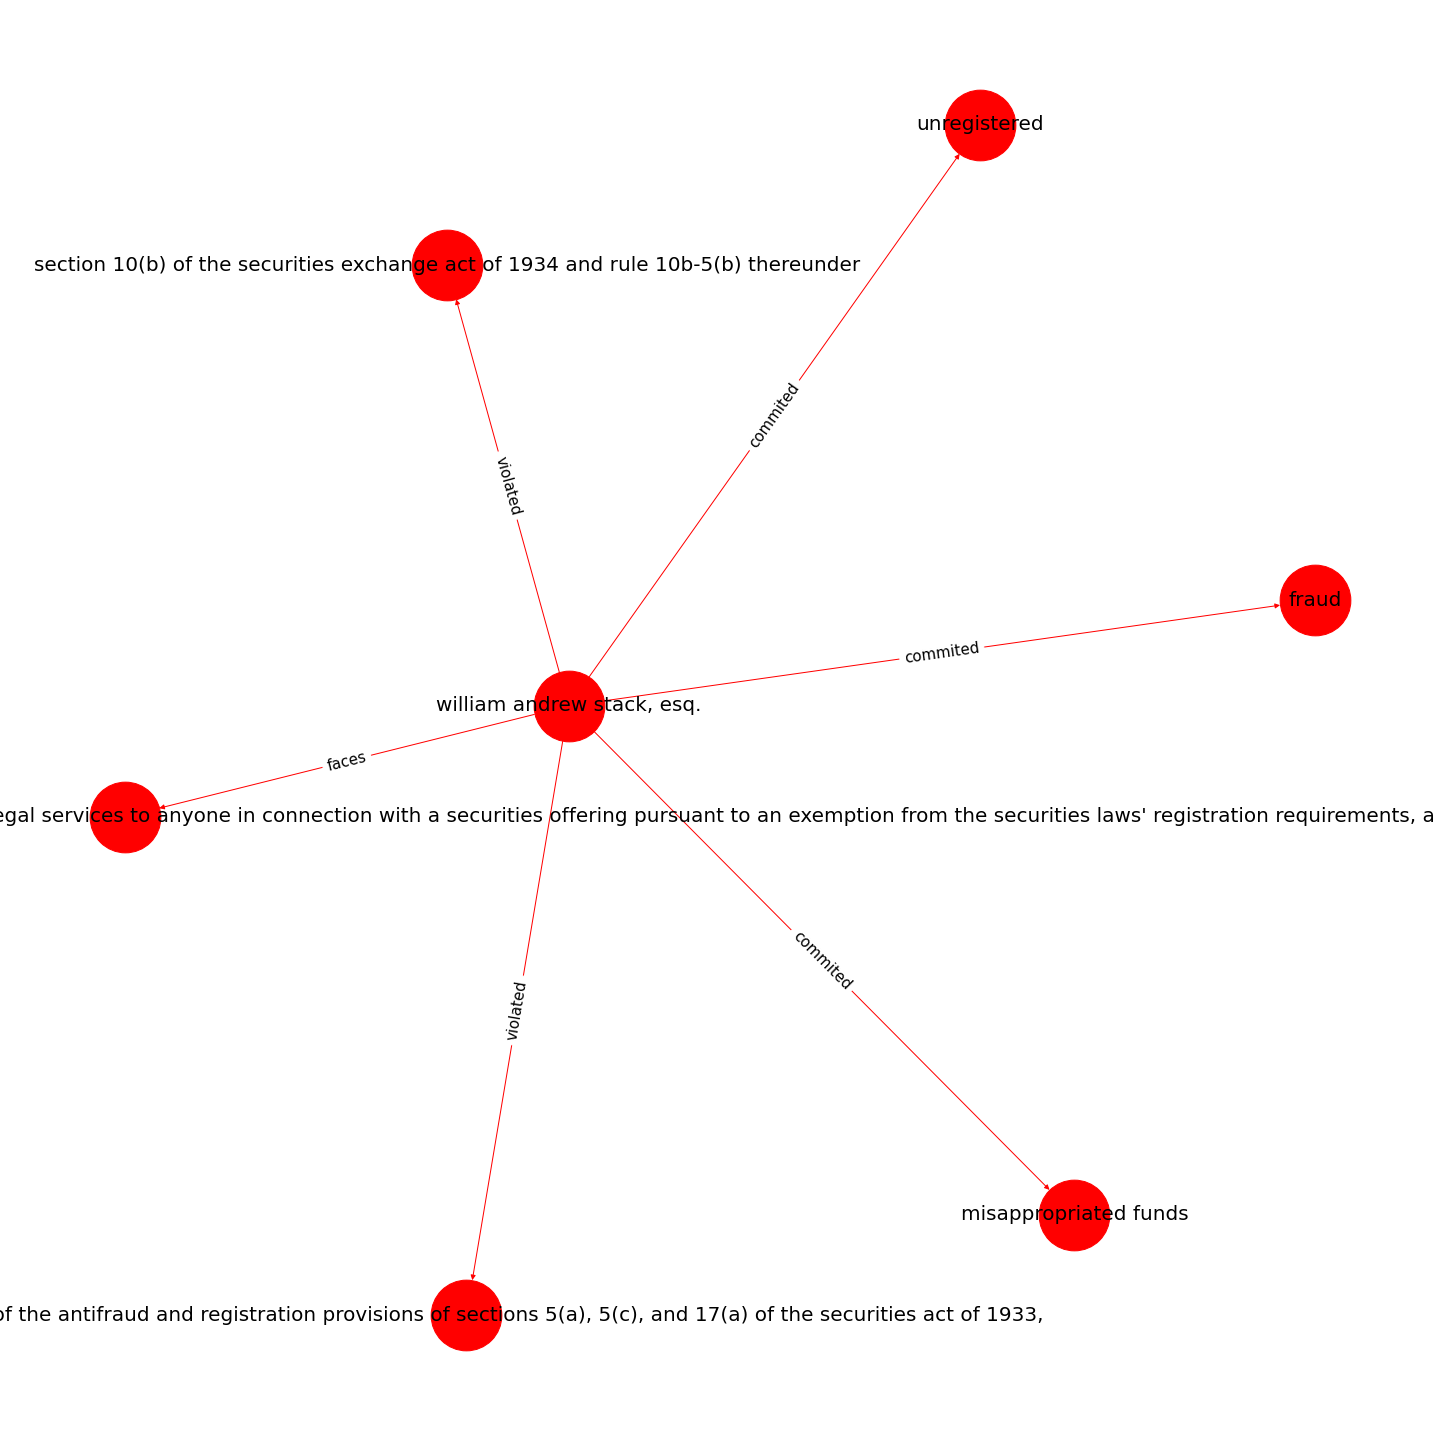 unregistered
section 10(b) of the securities exchange act of 1934 and rule 10b-5(b) thereunder
commited
violated
fraud
commited
william andrew stack, esq.
faces
egal services to anyone in connection with a securities offering pursuant to an exemption from the securities laws' registration requirements, a
commited
violated
misappropriated funds
of the antifraud and registration provisions of sections 5(a), 5(c), and 17(a) of the securities act of 1933,